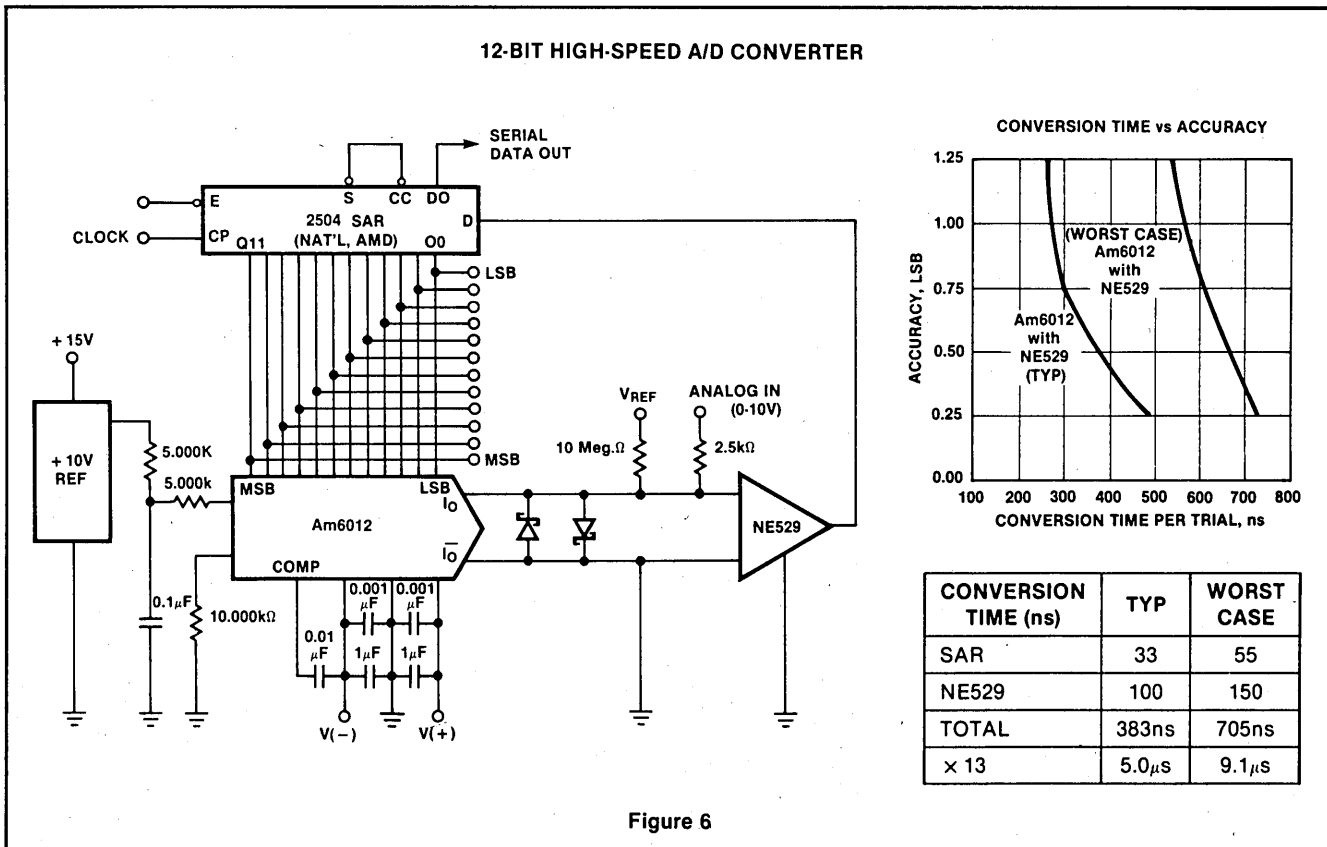 12-BIT HIGH-SPEED A/D CONVERTER
SERIAL
DATA OUT
E
S
CC
DO
2504 SAR
D
CLOCK
CP
Q11
(NAT'L, AMD)
O0
LSB
MSB
+ 15V
+ 10V
REF
5.000K
5.000k
0.1μF
10.000kΩ
MSB
LSB
IO
Am6012
IO
COMP
0.001
μF
0.001
μF
0.01
μF
1μF
1μF
V(−)
V(+)
VREF
ANALOG IN
(0-10V)
10 Meg.Ω
2.5kΩ
NE529
CONVERSION TIME vs ACCURACY
ACCURACY, LSB
1.25
1.00
0.75
0.50
0.25
0.00
(WORST CASE)
Am6012
with
NE529
Am6012
with
NE529
(TYP)
100 200 300 400 500 600 700 800
CONVERSION TIME PER TRIAL, ns
CONVERSION TIME (ns) TYP WORST CASE
SAR 33 55
NE529 100 150
TOTAL 383ns 705ns
× 13 5.0μs 9.1μs
Figure 6